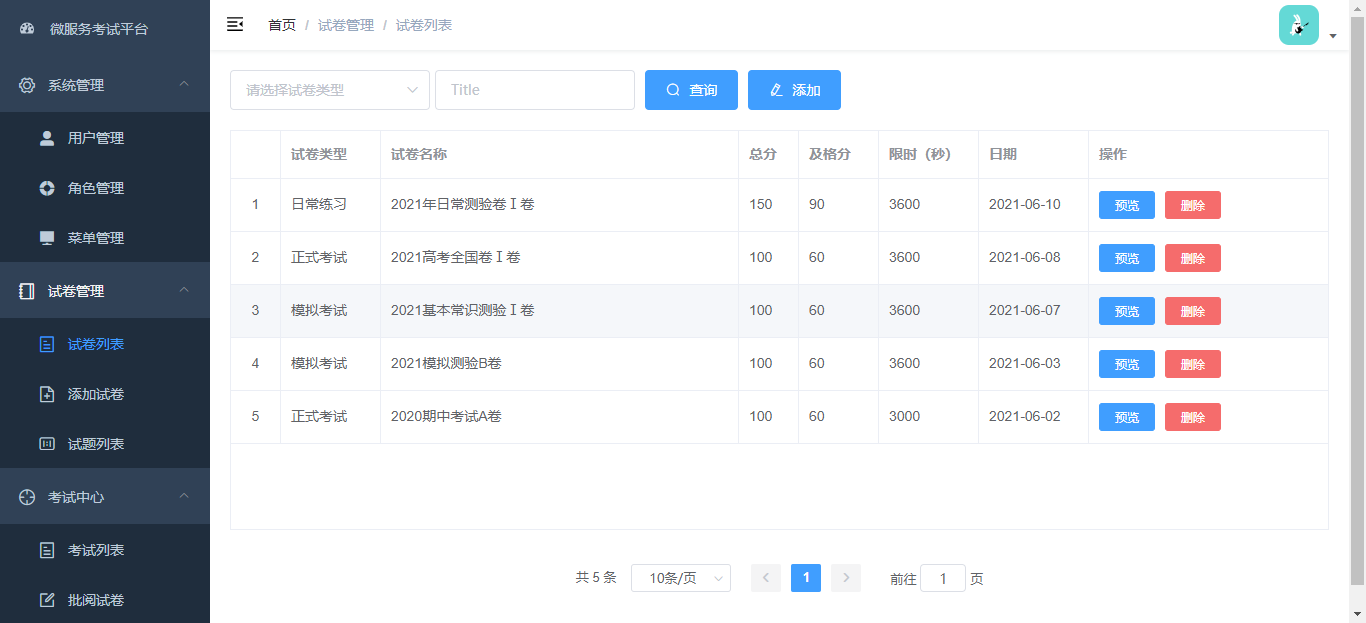 微服务考试平台
系统管理
用户管理
角色管理
菜单管理
试卷管理
试卷列表
添加试卷
试题列表
考试中心
考试列表
批阅试卷
首页 / 试卷管理 / 试卷列表
请选择试卷类型 Title 查询 添加
试卷类型 试卷名称 总分 及格分 限时（秒） 日期 操作
1 日常练习 2021年日常测验卷Ⅰ卷 150 90 3600 2021-06-10 预览 删除
2 正式考试 2021高考全国卷Ⅰ卷 100 60 3600 2021-06-08 预览 删除
3 模拟考试 2021基本常识测验Ⅰ卷 100 60 3600 2021-06-07 预览 删除
4 模拟考试 2021模拟测验B卷 100 60 3600 2021-06-03 预览 删除
5 正式考试 2020期中考试A卷 100 60 3000 2021-06-02 预览 删除
共 5 条 10条/页 1 前往 1 页